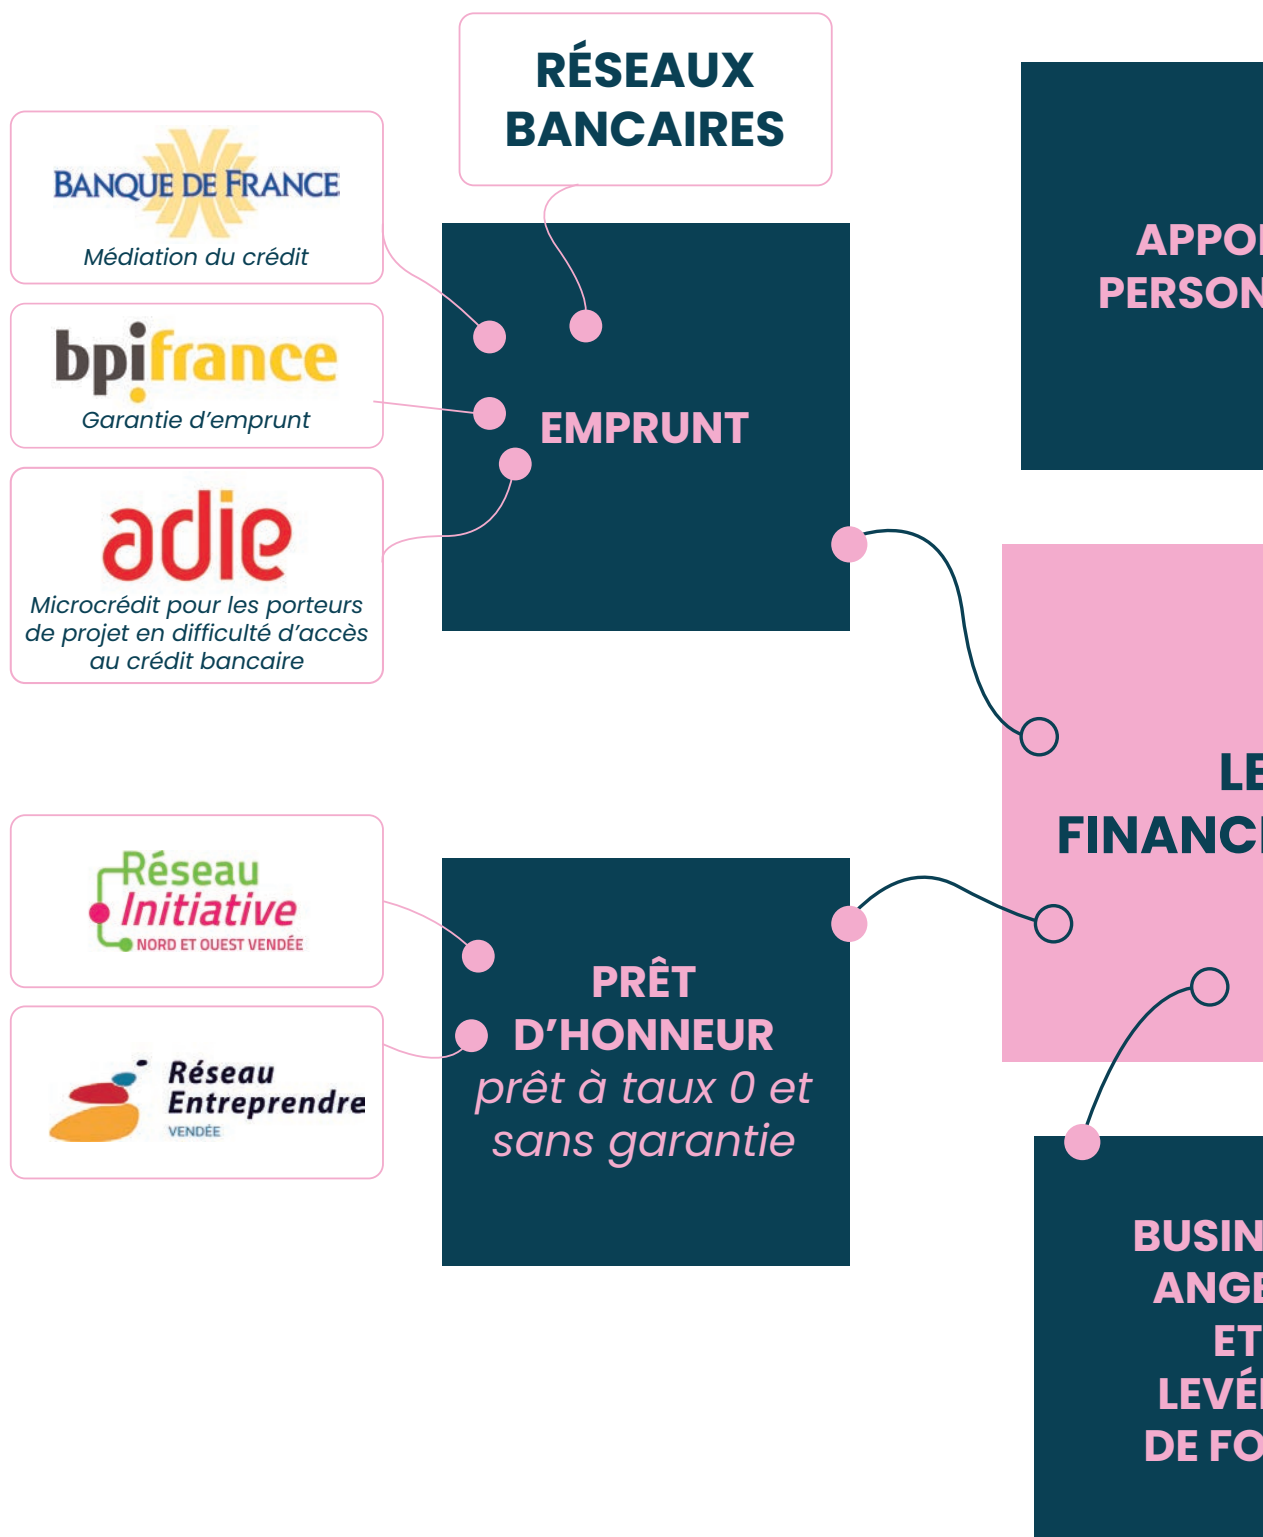 RÉSEAUX
BANCAIRES
BANQUE DE FRANCE
Médiation du crédit
bpifrance
Garantie d'emprunt
adie
Microcrédit pour les porteurs
de projet en difficulté d'accès
au crédit bancaire
EMPRUNT
Réseau
Initiative
NORD ET OUEST VENDÉE
Réseau
Entreprendre
VENDÉE
PRÊT
D'HONNEUR
prêt à taux 0 et
sans garantie
ET